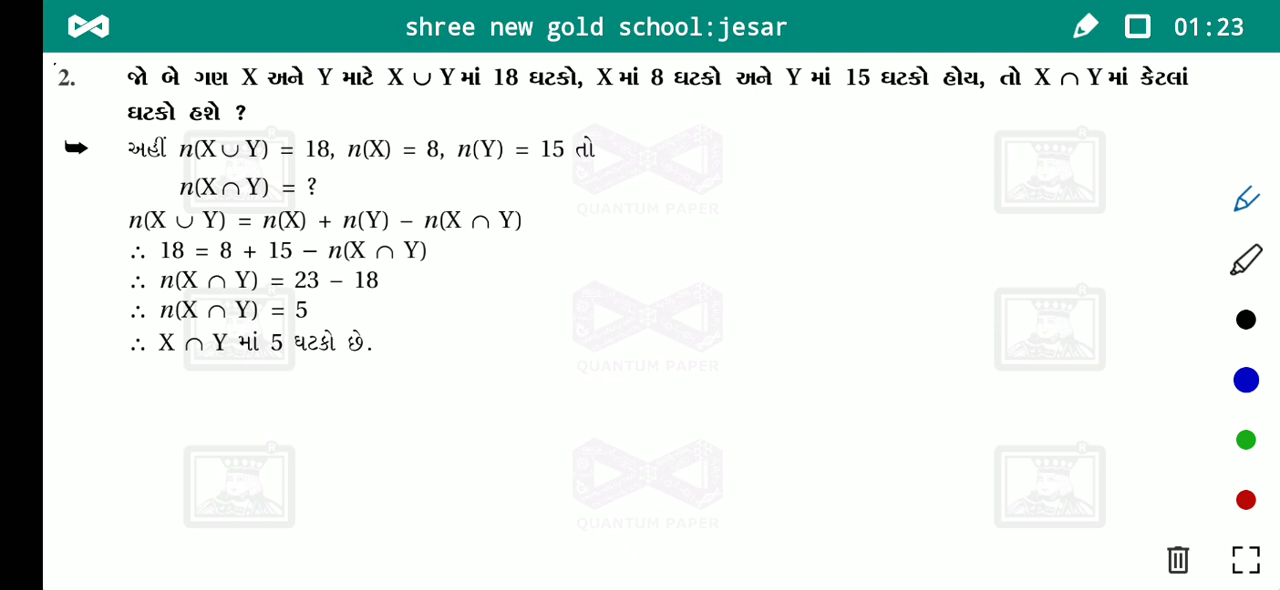 shree new gold school:jesar
01:23
2. જો બે ગણ X અને Y માટે X ∪ Y માં 18 ઘટકો, X માં 8 ઘટકો અને Y માં 15 ઘટકો હોય, તો X ∩ Y માં કેટલાં
ઘટકો હશે ?
➥ અહીં n(X ∪ Y) = 18, n(X) = 8, n(Y) = 15 તો
n(X ∩ Y) = ?
n(X ∪ Y) = n(X) + n(Y) – n(X ∩ Y)
∴ 18 = 8 + 15 – n(X ∩ Y)
∴ n(X ∩ Y) = 23 – 18
∴ n(X ∩ Y) = 5
∴ X ∩ Y માં 5 ઘટકો છે.
QUANTUM PAPER
QUANTUM PAPER
QUANTUM PAPER